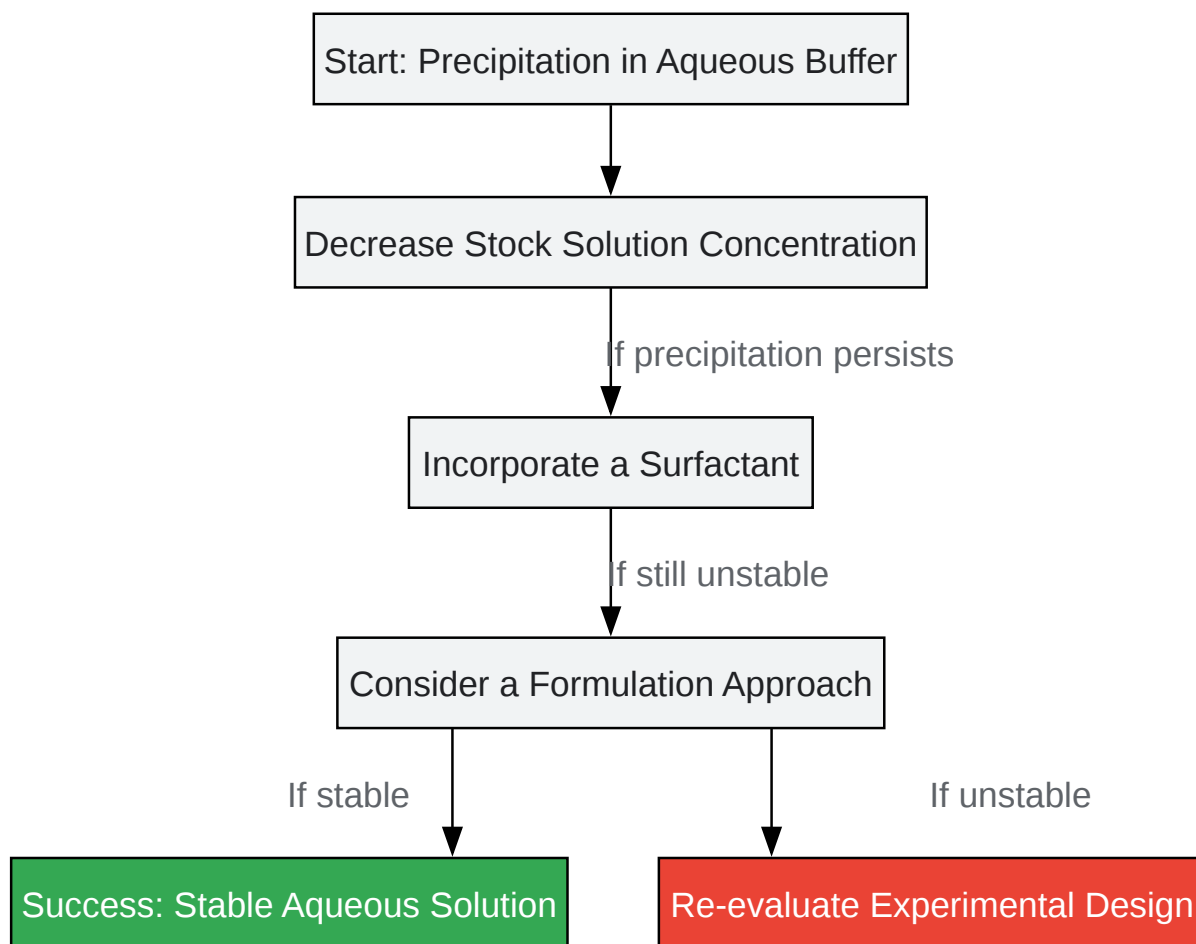 Start: Precipitation in Aqueous Buffer
Decrease Stock Solution Concentration
If precipitation persists
Incorporate a Surfactant
If still unstable
Consider a Formulation Approach
If stable
If unstable
Success: Stable Aqueous Solution
Re-evaluate Experimental Design